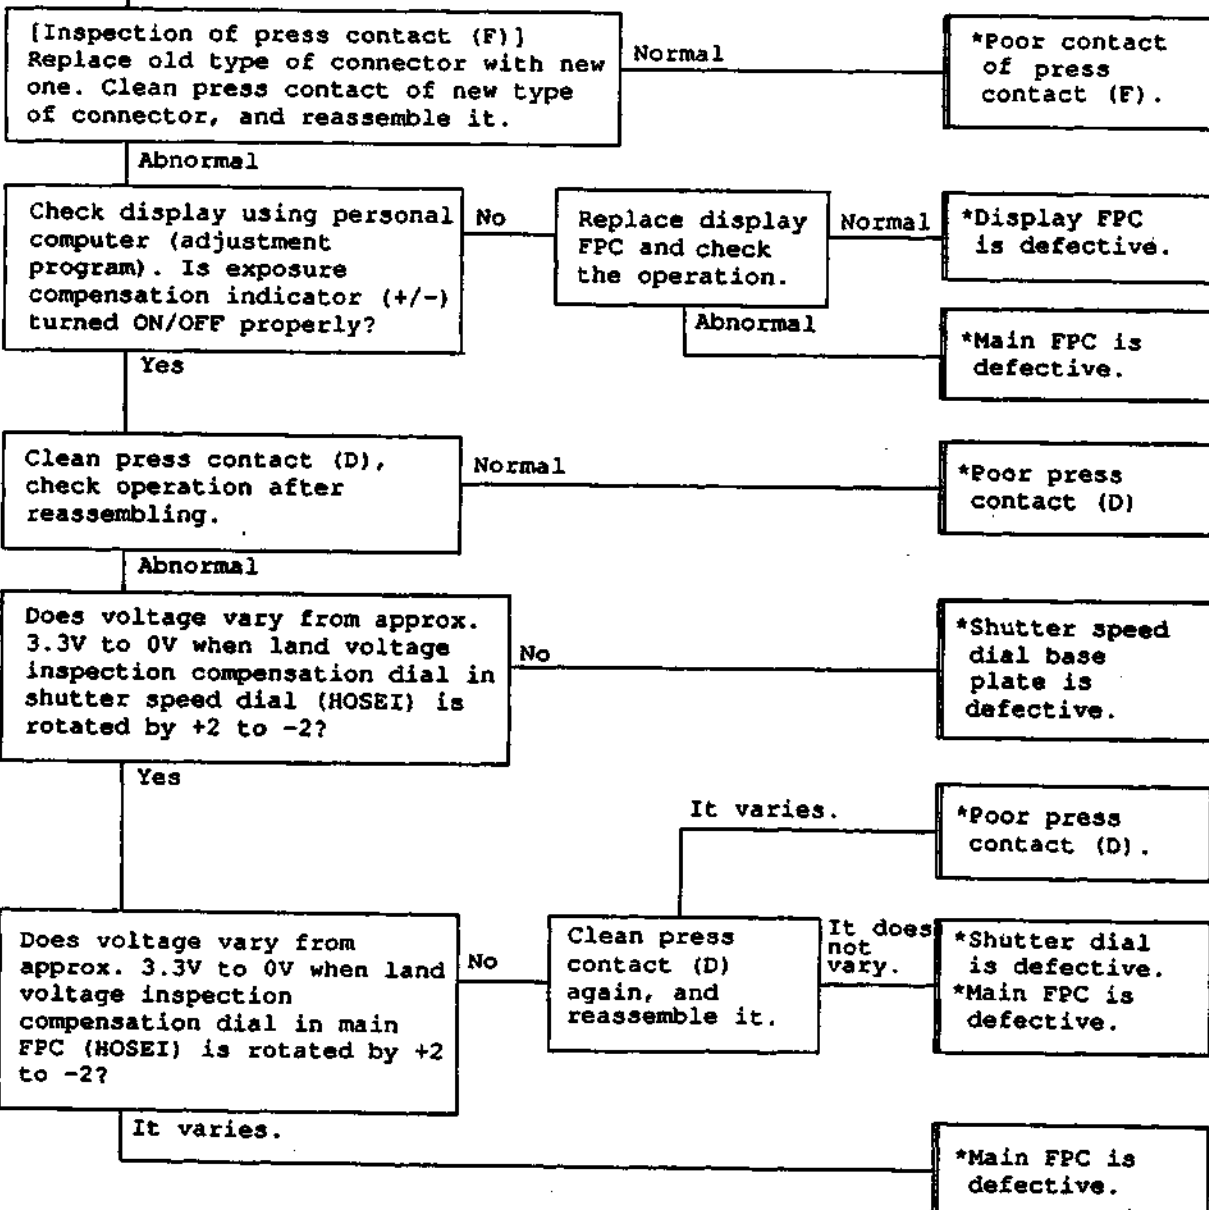 [Inspection of press contact (F)]
Replace old type of connector with new
one. Clean press contact of new type
of connector, and reassemble it.
Normal
*Poor contact
of press
contact (F).
Abnormal
Check display using personal
computer (adjustment
program). Is exposure
compensation indicator (+/-)
turned ON/OFF properly?
No
Replace display
FPC and check
the operation.
Normal
*Display FPC
is defective.
Abnormal
*Main FPC is
defective.
Yes
Clean press contact (D),
check operation after
reassembling.
Normal
*Poor press
contact (D)
Abnormal
Does voltage vary from approx.
3.3V to 0V when land voltage
inspection compensation dial in
shutter speed dial (HOSEI) is
rotated by +2 to -2?
No
*Shutter speed
dial base
plate is
defective.
Yes
It varies.
*Poor press
contact (D).
Does voltage vary from
approx. 3.3V to 0V when land
voltage inspection
compensation dial in main
FPC (HOSEI) is rotated by +2
to -2?
No
Clean press
contact (D)
again, and
reassemble it.
It does
not
vary.
*Shutter dial
is defective.
*Main FPC is
defective.
It varies.
*Main FPC is
defective.